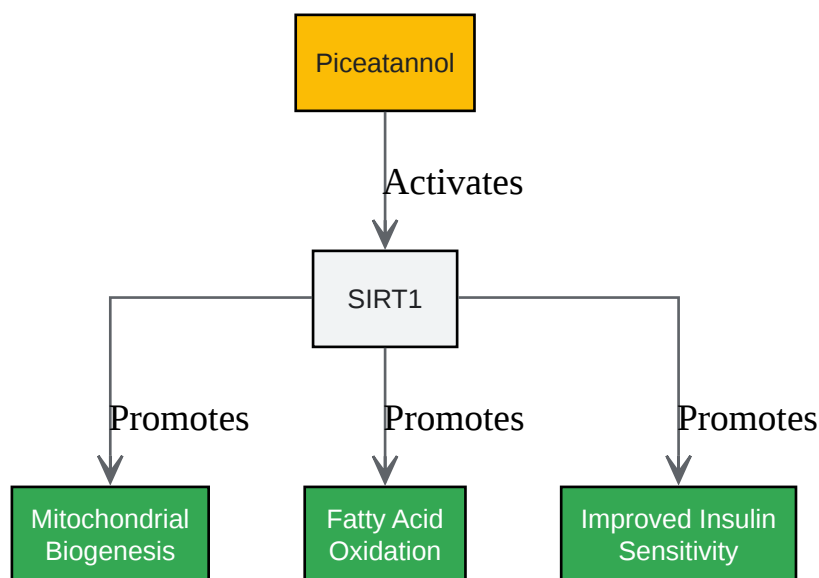 Piceatannol
Activates
SIRT1
Promotes
Promotes
Promotes
Mitochondrial
Biogenesis
Fatty Acid
Oxidation
Improved Insulin
Sensitivity